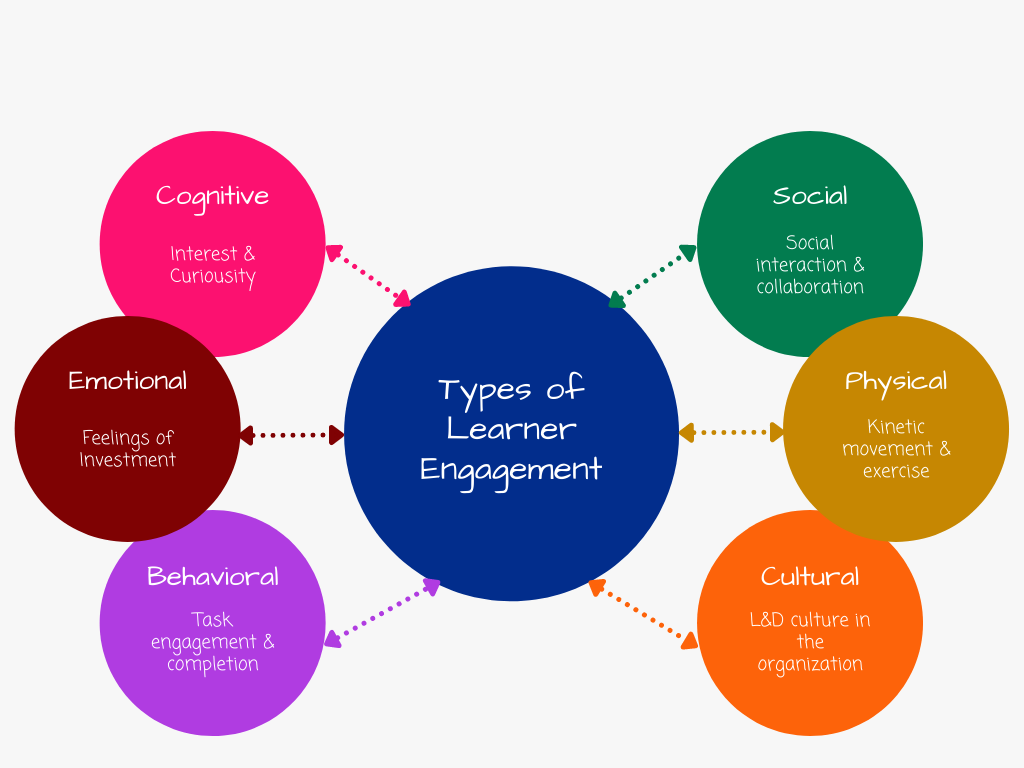 Cognitive
Interest &
Curiousity
Social
Social
interaction &
collaboration
Types of
Learner
Engagement
Emotional
Feelings of
Investment
Physical
Kinetic
movement &
exercise
Behavioral
Task
engagement &
completion
Cultural
L&D culture in
the
organization